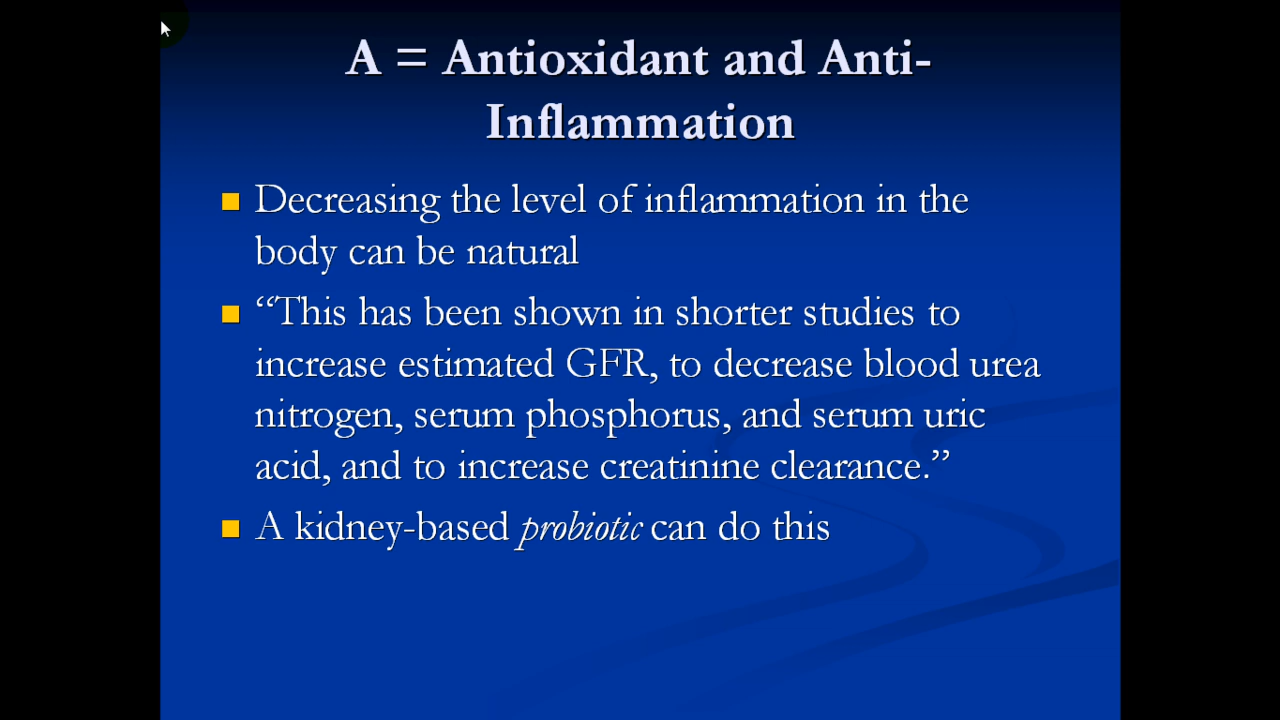 A = Antioxidant and Anti-
Inflammation
Decreasing the level of inflammation in the
body can be natural
“This has been shown in shorter studies to
increase estimated GFR, to decrease blood urea
nitrogen, serum phosphorus, and serum uric
acid, and to increase creatinine clearance.”
A kidney-based probiotic can do this